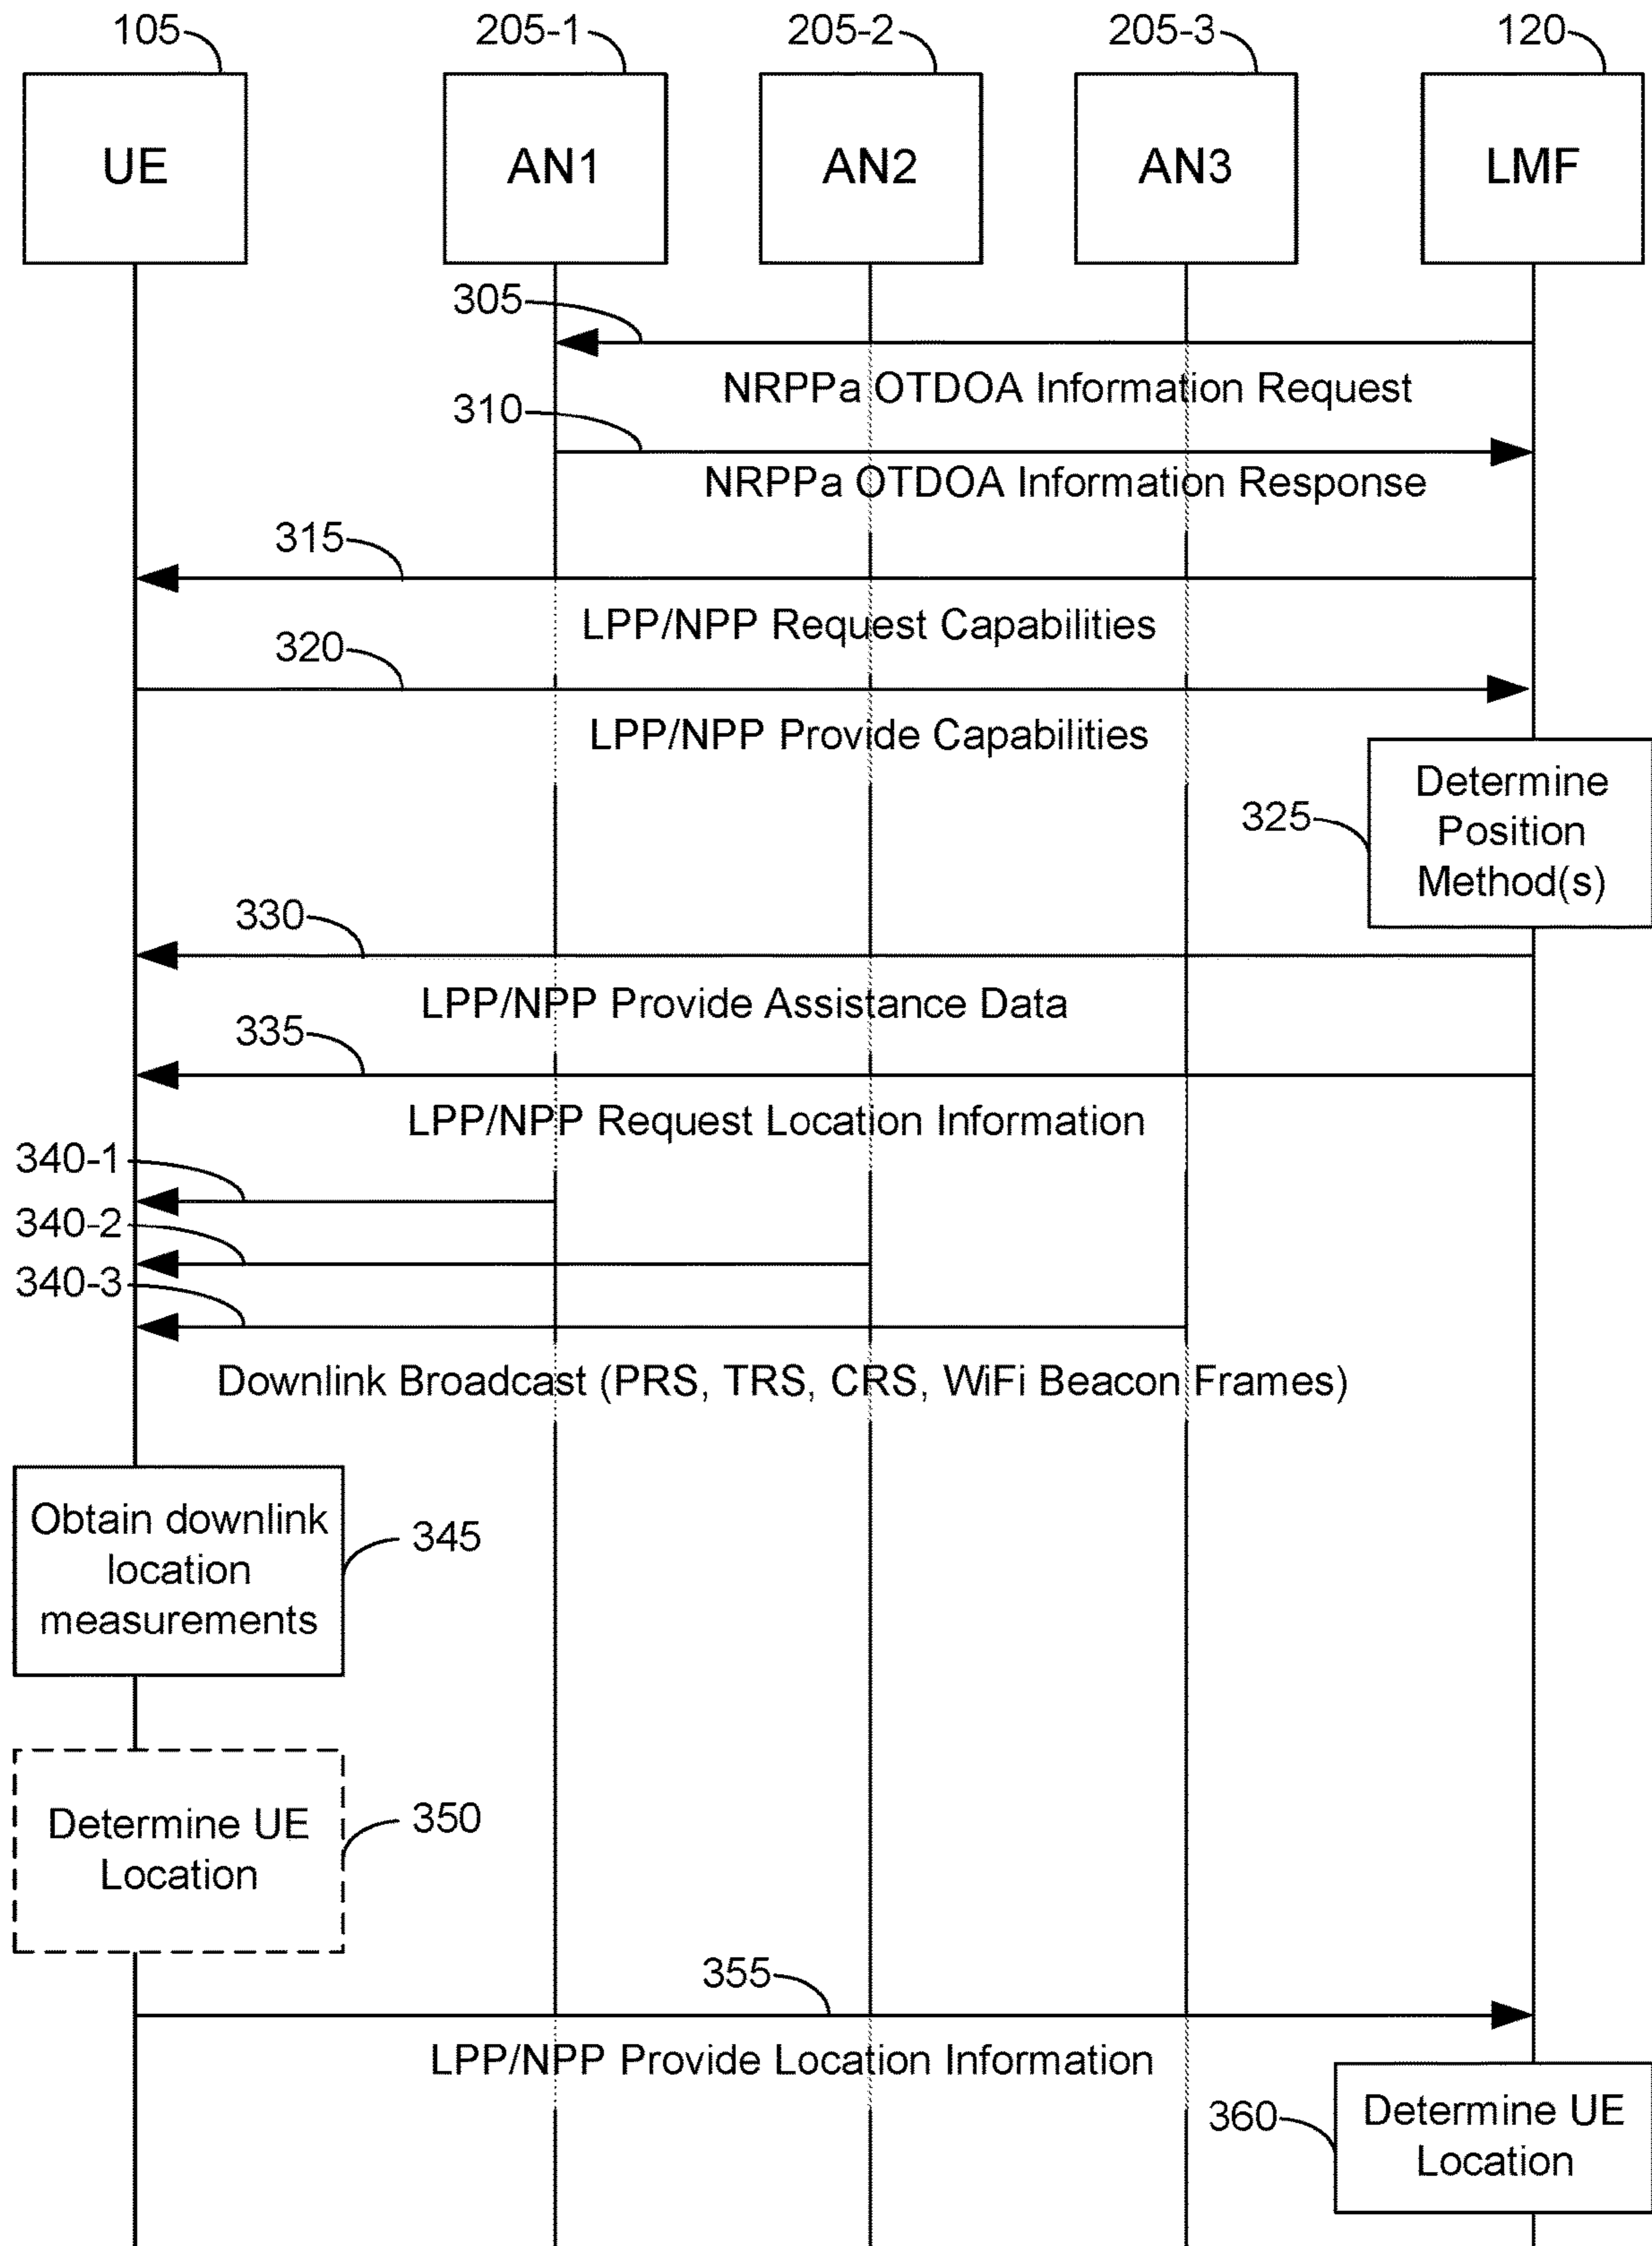 105
205-1
205-2
205-3
120
UE
AN1
AN2
AN3
LMF
305
NRPPa OTDOA Information Request
310
NRPPa OTDOA Information Response
315
LPP/NPP Request Capabilities
320
LPP/NPP Provide Capabilities
325
Determine
Position
Method(s)
330
LPP/NPP Provide Assistance Data
335
LPP/NPP Request Location Information
340-1
340-2
340-3
Downlink Broadcast (PRS, TRS, CRS, WiFi Beacon Frames)
Obtain downlink
location
measurements
345
Determine UE
Location
350
355
LPP/NPP Provide Location Information
360
Determine UE
Location